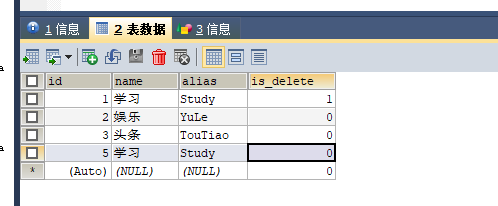 1 信息 2 表数据 3 信息
id name alias is_delete
1 学习 Study 1
2 娱乐 YuLe 0
3 头条 TouTiao 0
5 学习 Study 0
* (Auto) (NULL) (NULL) 0